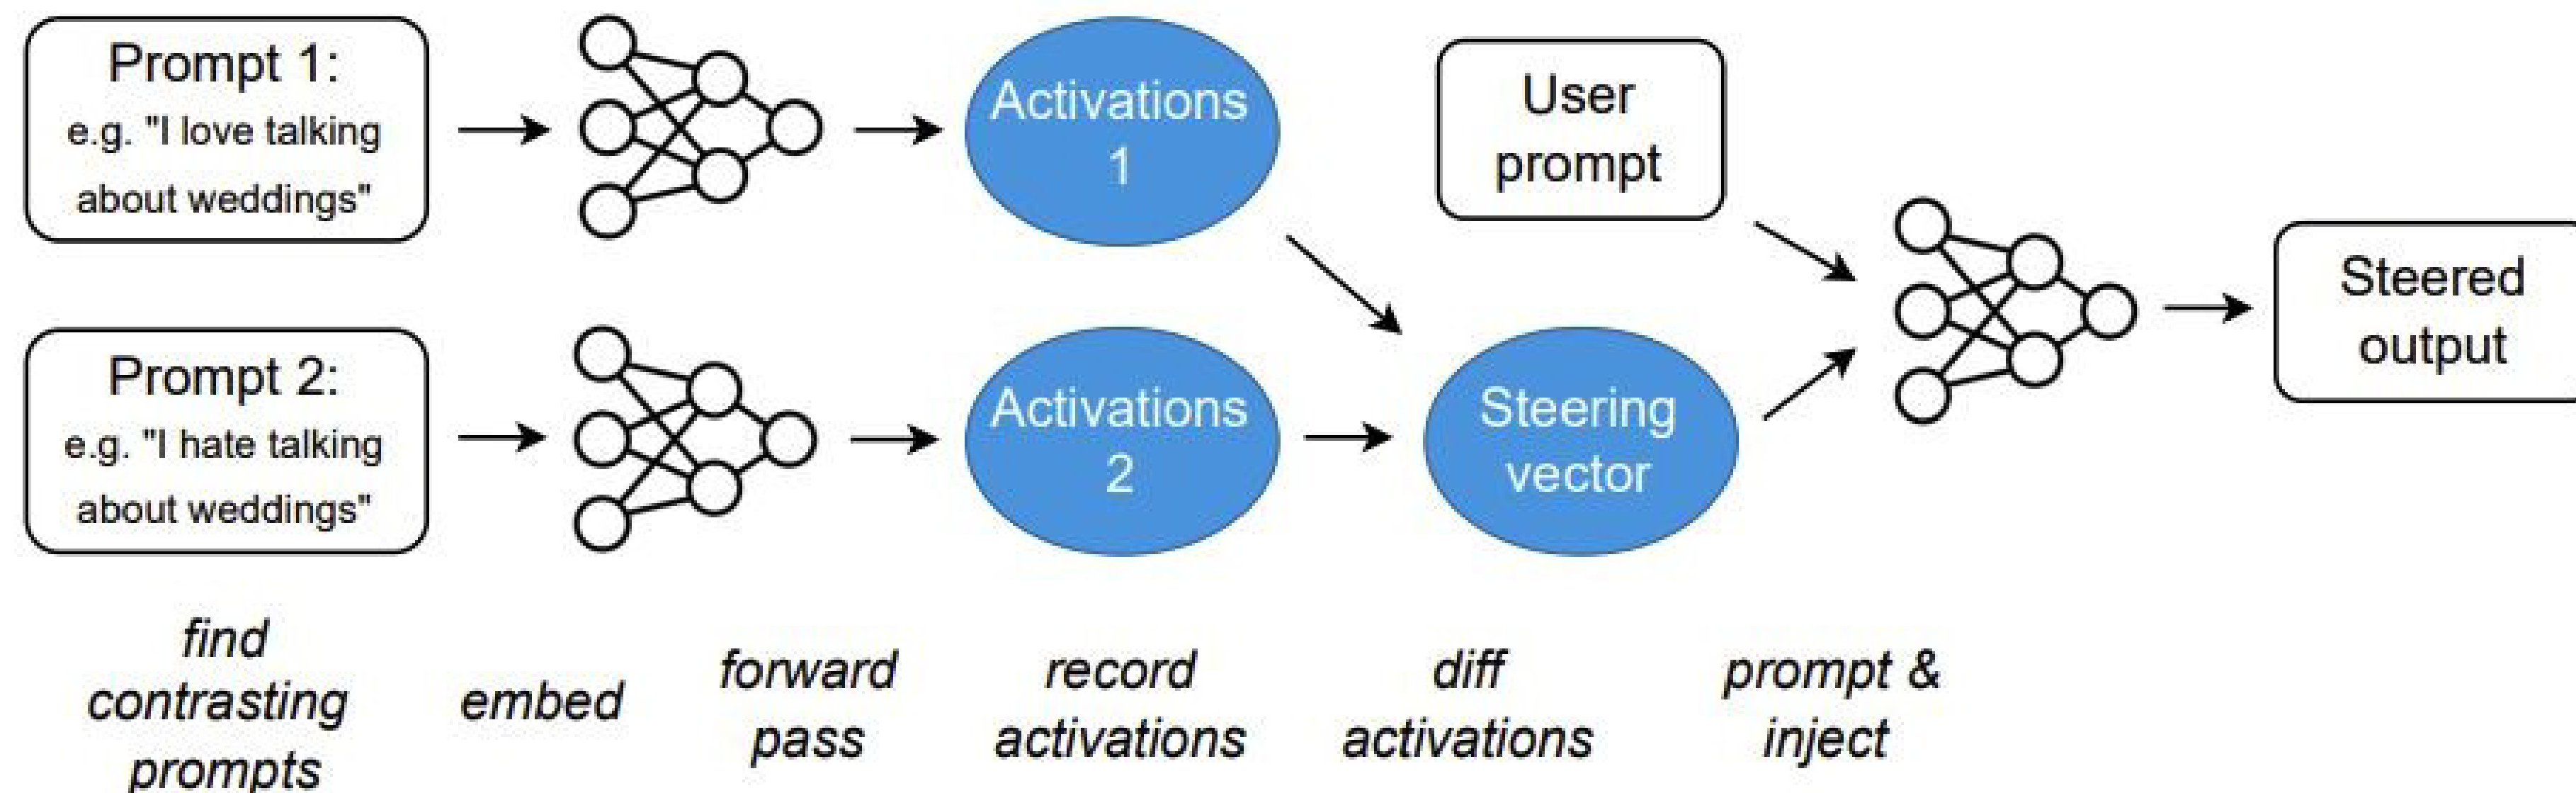 Prompt 1:
e.g. "I love talking
about weddings"
Activations
1
User
prompt
Prompt 2:
e.g. "I hate talking
about weddings"
Activations
2
Steering
vector
Steered
output
find
contrasting
prompts
embed
forward
pass
record
activations
diff
activations
prompt &
inject